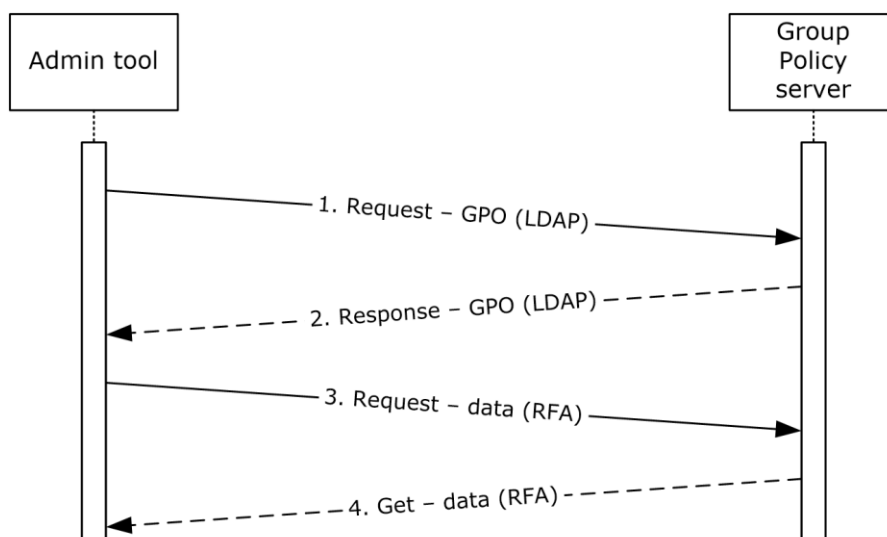 Admin tool
Group
Policy
server
1. Request – GPO (LDAP)
2. Response – GPO (LDAP)
3. Request – data (RFA)
4. Get – data (RFA)